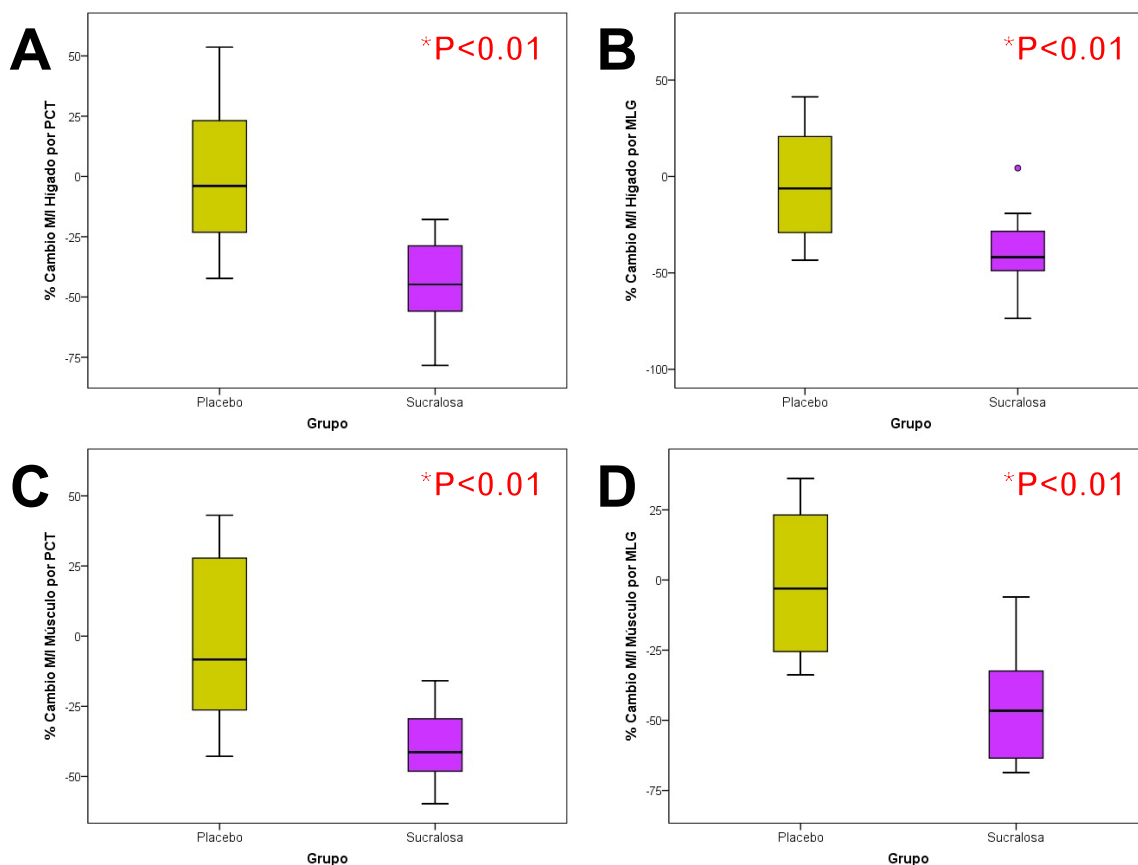 A
*P<0.01
% Cambio M/I Hígado por PCT
50
25
0
-25
-50
-75
Placebo
Sucralosa
Grupo
B
*P<0.01
% Cambio M/I Hígado por MLG
50
0
-50
-100
Placebo
Sucralosa
Grupo
C
*P<0.01
% Cambio M/I Músculo por PCT
50
25
0
-25
-50
Placebo
Sucralosa
Grupo
D
*P<0.01
% Cambio M/I Músculo por MLG
25
0
-25
-50
-75
Placebo
Sucralosa
Grupo